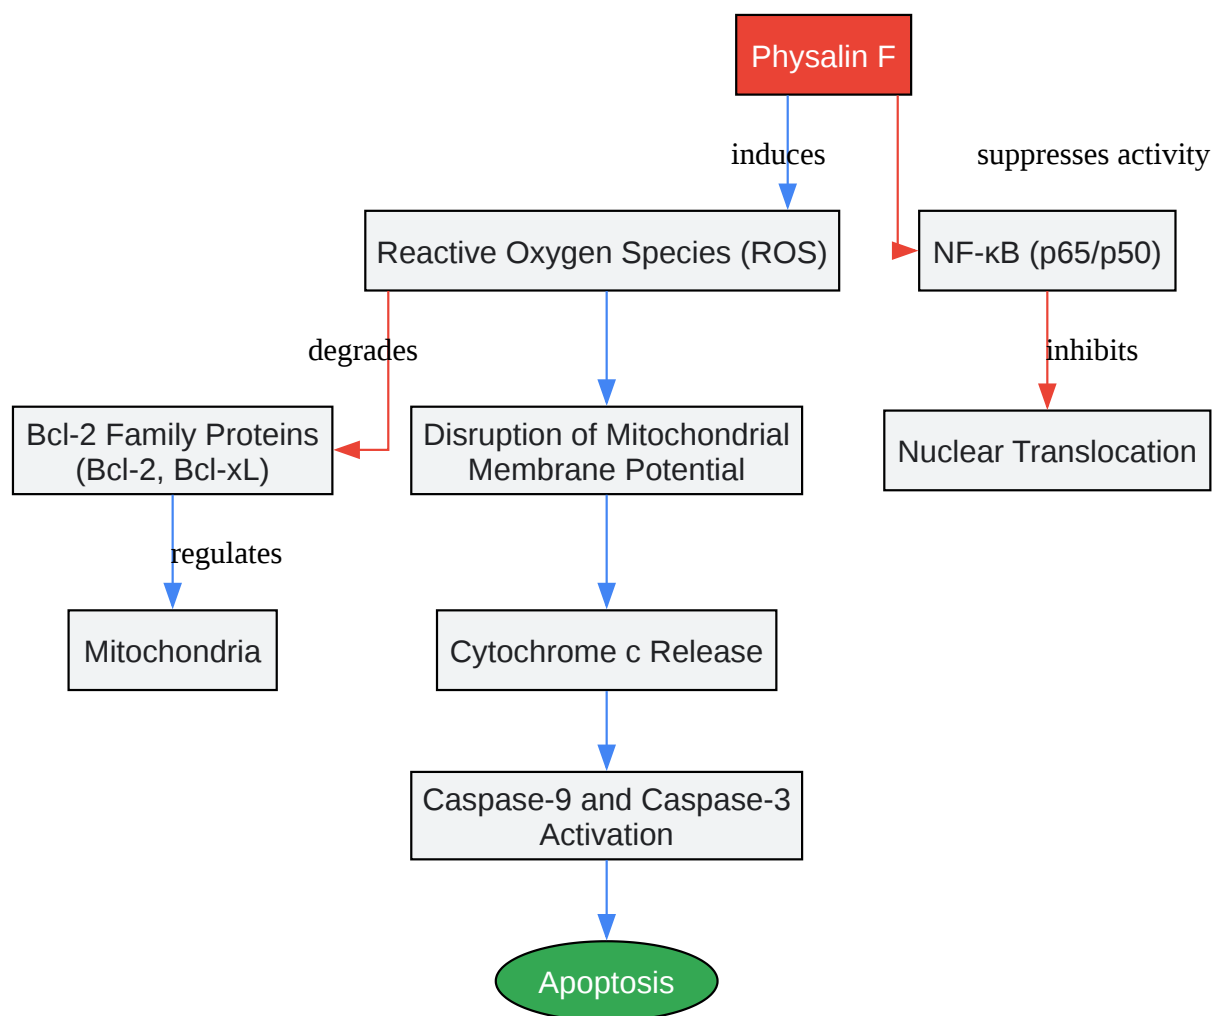 Physalin F
induces
suppresses activity
Reactive Oxygen Species (ROS)
NF-κB (p65/p50)
degrades
inhibits
Bcl-2 Family Proteins
(Bcl-2, Bcl-xL)
Disruption of Mitochondrial
Membrane Potential
Nuclear Translocation
regulates
Mitochondria
Cytochrome c Release
Caspase-9 and Caspase-3
Activation
Apoptosis